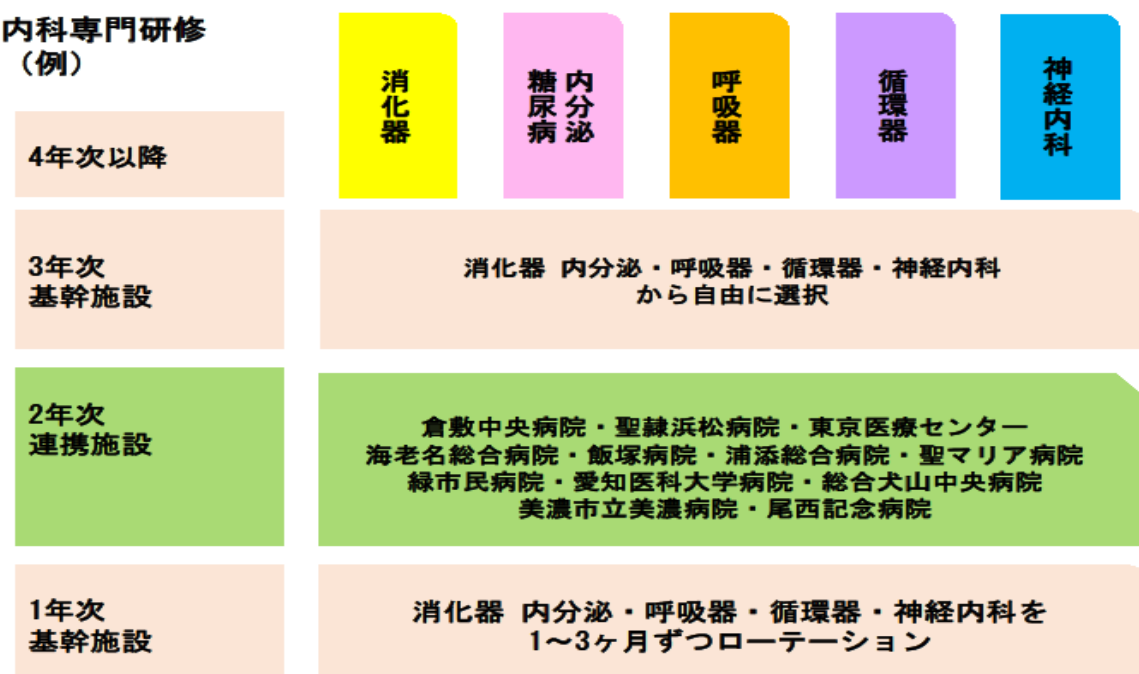 内科専門研修
（例）
消化器
内分泌
糖尿病
呼吸器
循環器
神経内科
4年次以降
3年次
基幹施設
消化器 内分泌・呼吸器・循環器・神経内科
から自由に選択
2年次
連携施設
倉敷中央病院・聖隷浜松病院・東京医療センター
海老名総合病院・飯塚病院・浦添総合病院・聖マリア病院
緑市民病院・愛知医科大学病院・総合犬山中央病院
美濃市立美濃病院・尾西記念病院
1年次
基幹施設
消化器 内分泌・呼吸器・循環器・神経内科を
1～3ヶ月ずつローテーション